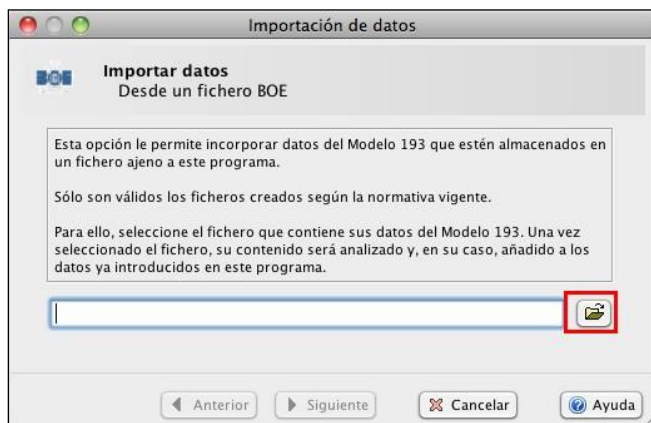 Importación de datos
Importar datos
Desde un fichero BOE
Esta opción le permite incorporar datos del Modelo 193 que estén almacenados en
un fichero ajeno a este programa.
Sólo son válidos los ficheros creados según la normativa vigente.
Para ello, seleccione el fichero que contiene sus datos del Modelo 193. Una vez
seleccionado el fichero, su contenido será analizado y, en su caso, añadido a los
datos ya introducidos en este programa.
Anterior Siguiente Cancelar Ayuda